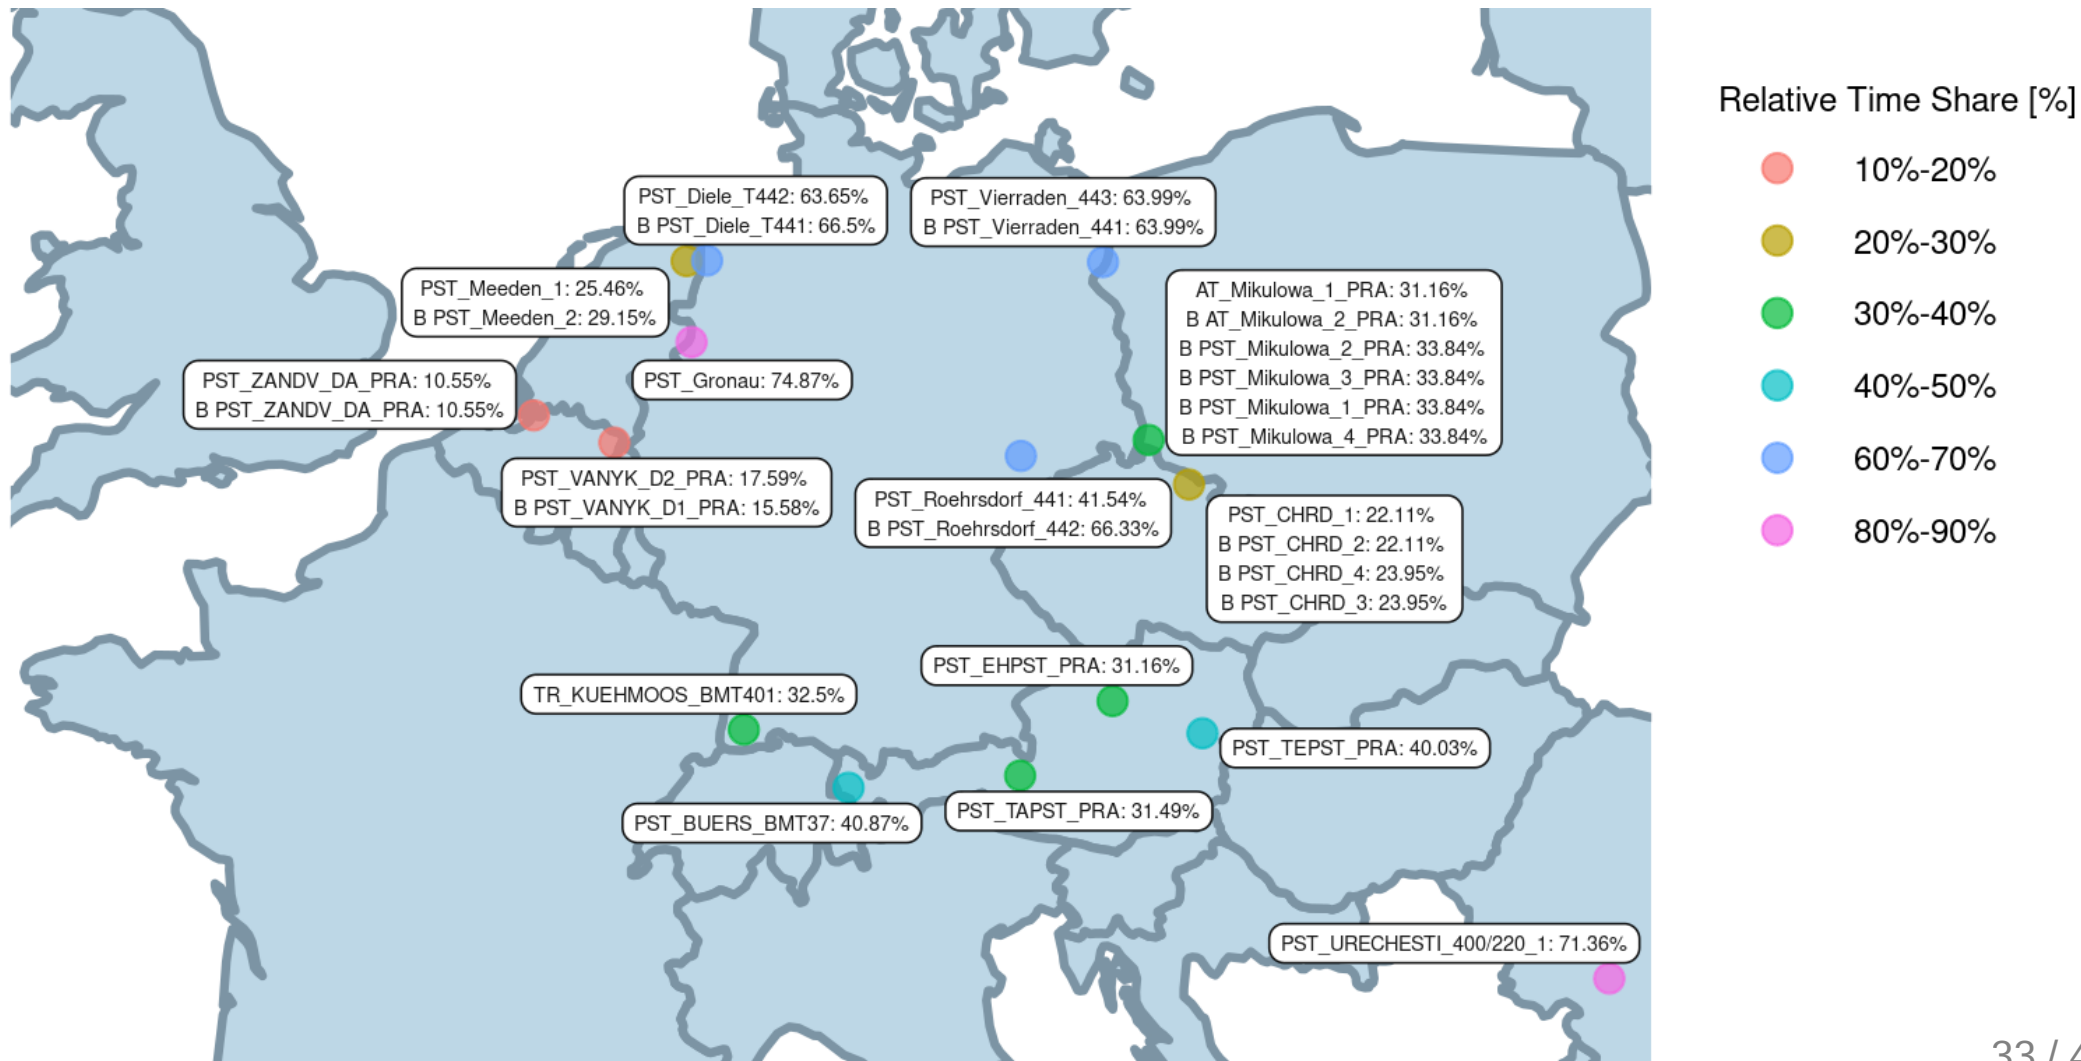 Relative Time Share [%]
10%-20%
20%-30%
30%-40%
40%-50%
60%-70%
80%-90%
PST_Diele_T442: 63.65%
B PST_Diele_T441: 66.5%
PST_Vierraden_443: 63.99%
B PST_Vierraden_441: 63.99%
PST_Meeden_1: 25.46%
B PST_Meeden_2: 29.15%
AT_Mikulowa_1_PRA: 31.16%
B AT_Mikulowa_2_PRA: 31.16%
B PST_Mikulowa_2_PRA: 33.84%
B PST_Mikulowa_3_PRA: 33.84%
B PST_Mikulowa_1_PRA: 33.84%
B PST_Mikulowa_4_PRA: 33.84%
PST_ZANDV_DA_PRA: 10.55%
B PST_ZANDV_DA_PRA: 10.55%
PST_Gronau: 74.87%
PST_VANYK_D2_PRA: 17.59%
B PST_VANYK_D1_PRA: 15.58%
PST_Roehrsdorf_441: 41.54%
B PST_Roehrsdorf_442: 66.33%
PST_CHRD_1: 22.11%
B PST_CHRD_2: 22.11%
B PST_CHRD_4: 23.95%
B PST_CHRD_3: 23.95%
PST_EHPST_PRA: 31.16%
TR_KUEHMOOS_BMT401: 32.5%
PST_TEPST_PRA: 40.03%
PST_TAPST_PRA: 31.49%
PST_BUERS_BMT37: 40.87%
PST_URECHESTI_400/220_1: 71.36%
33 / 4